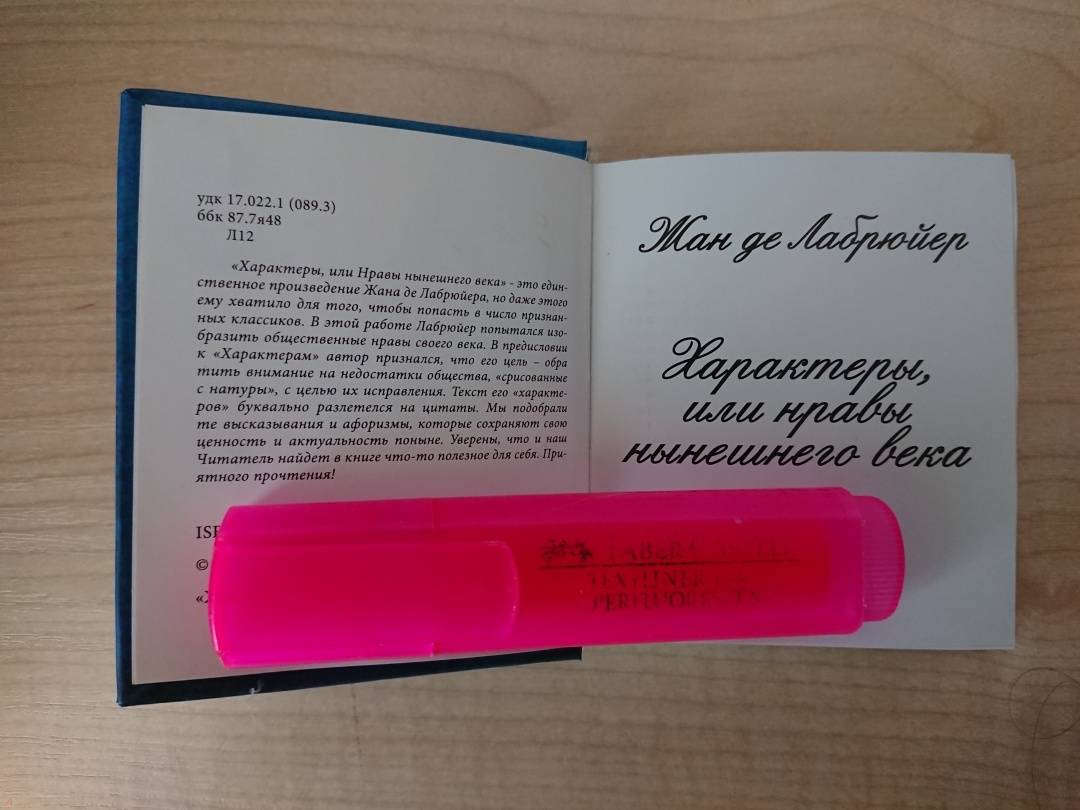 удк 17.022.1 (089.3)
ббк 87.7я48
Л12
«Характеры, или Нравы нынешнего века» - это един-
ственное произведение Жана де Лабрюйера, но даже этого
ему хватило для того, чтобы попасть в число признан-
ных классиков. В этой работе Лабрюйер попытался изо-
бразить общественные нравы своего века. В предисловии
к «Характерам» автор признался, что его цель – обра
тить внимание на недостатки общества, «срисованные
с натуры», с целью их исправления. Текст его «характе-
ров» буквально разлетелся на цитаты. Мы подобрали
те высказывания и афоризмы, которые сохраняют свою
ценность и актуальность поныне. Уверены, что и наш
Читатель найдет в книге что-то полезное для себя. При-
ятного прочтения!
©
Жан де Лабрюйер
Характеры,
или нравы
нынешнего века
FABER-CASTELL
TEXTLINER